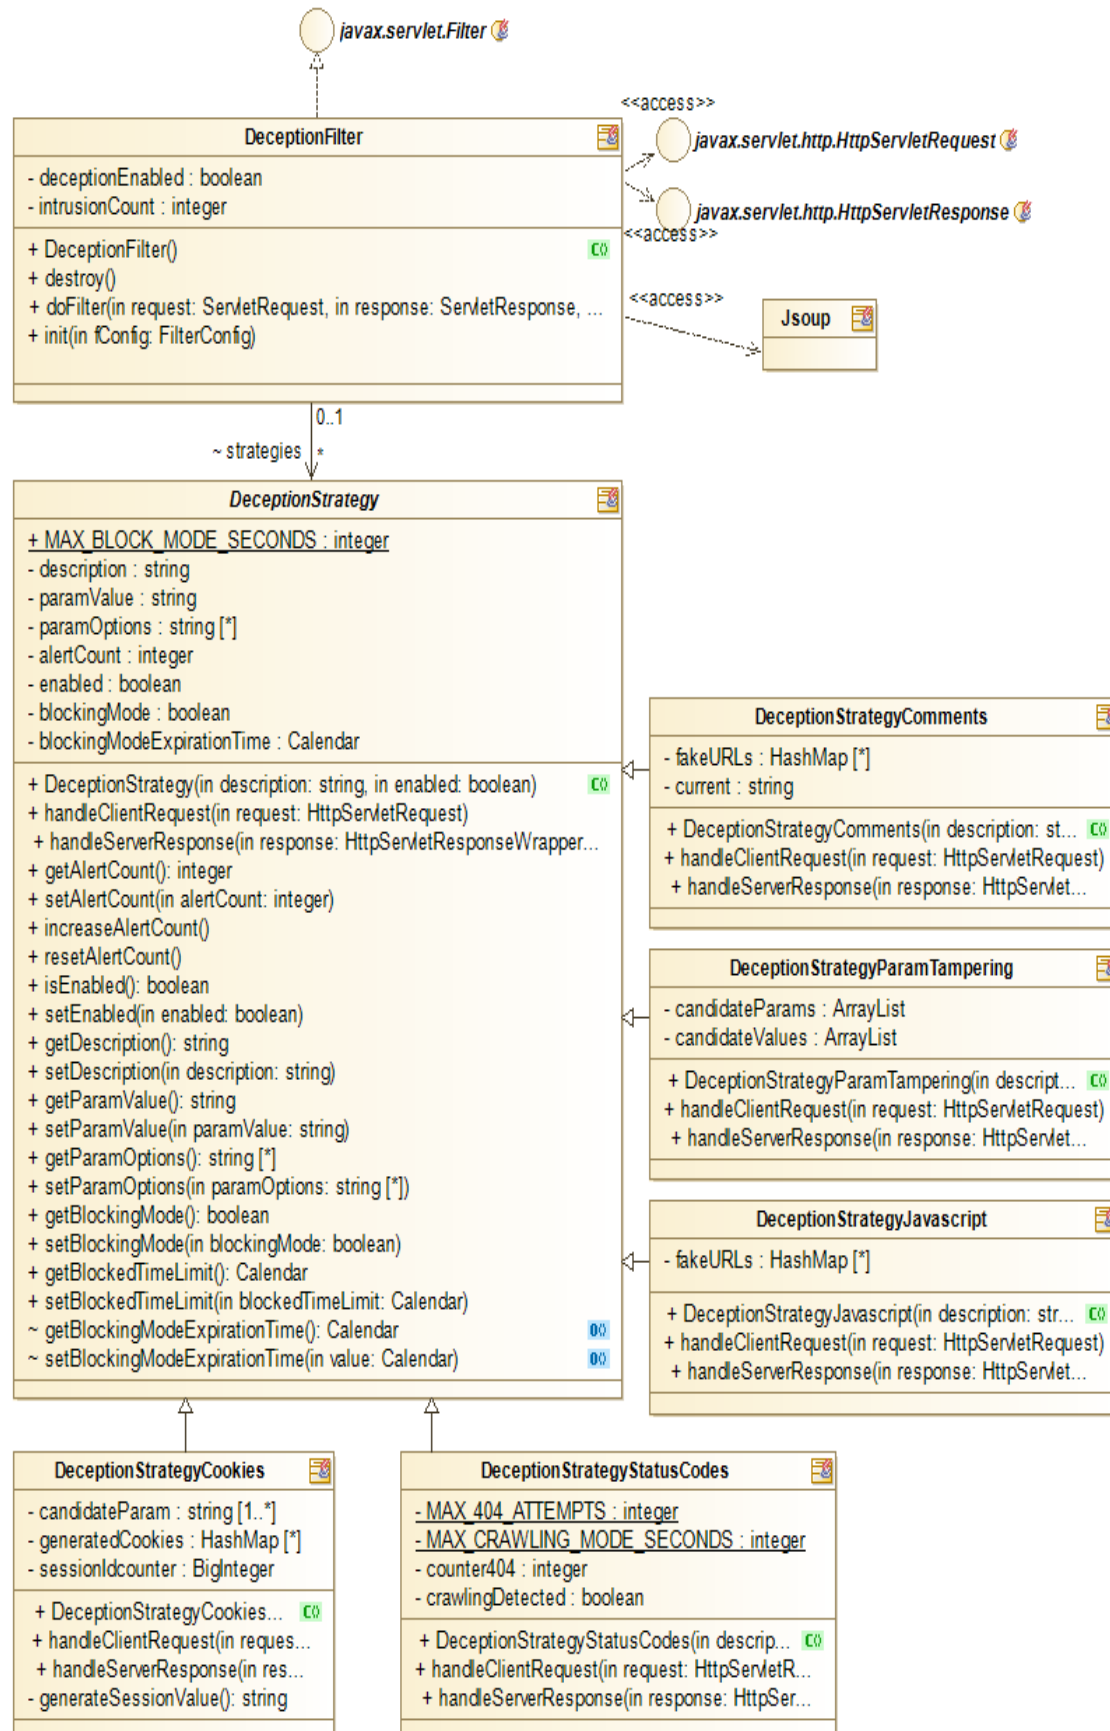 javax.servlet.Filter
<<access>>
DeceptionFilter
javax.servlet.http.HttpServletRequest
- deceptionEnabled : boolean
- intrusionCount : integer
javax.servlet.http.HttpServletResponse
<<access>>
+ DeceptionFilter()
+ destroy()
+ doFilter(in request: ServletRequest, in response: ServletResponse, ...
+ init(in fConfig: FilterConfig)
<<access>>
Jsoup
0..1
~ strategies
*
DeceptionStrategy
+ MAX_BLOCK_MODE_SECONDS : integer
- description : string
- paramValue : string
- paramOptions : string [*]
- alertCount : integer
- enabled : boolean
- blockingMode : boolean
- blockingModeExpirationTime : Calendar
+ DeceptionStrategy(in description: string, in enabled: boolean)
+ handleClientRequest(in request: HttpServletRequest)
+ handleServerResponse(in response: HttpServletResponseWrapper...
+ getAlertCount(): integer
+ setAlertCount(in alertCount: integer)
+ increaseAlertCount()
+ resetAlertCount()
+ isEnabled(): boolean
+ setEnabled(in enabled: boolean)
+ getDescription(): string
+ setDescription(in description: string)
+ getParamValue(): string
+ setParamValue(in paramValue: string)
+ getParamOptions(): string [*]
+ setParamOptions(in paramOptions: string [*])
+ getBlockingMode(): boolean
+ setBlockingMode(in blockingMode: boolean)
+ getBlockedTimeLimit(): Calendar
+ setBlockedTimeLimit(in blockedTimeLimit: Calendar)
~ getBlockingModeExpirationTime(): Calendar
~ setBlockingModeExpirationTime(in value: Calendar)
DeceptionStrategyComments
- fakeURLs : HashMap [*]
- current : string
+ DeceptionStrategyComments(in description: st...
+ handleClientRequest(in request: HttpServletRequest)
+ handleServerResponse(in response: HttpServlet...
DeceptionStrategyParamTampering
- candidateParams : ArrayList
- candidateValues : ArrayList
+ DeceptionStrategyParamTampering(in descript...
+ handleClientRequest(in request: HttpServletRequest)
+ handleServerResponse(in response: HttpServlet...
DeceptionStrategyJavascript
- fakeURLs : HashMap [*]
+ DeceptionStrategyJavascript(in description: str...
+ handleClientRequest(in request: HttpServletRequest)
+ handleServerResponse(in response: HttpServlet...
DeceptionStrategyCookies
- candidateParam : string [1..*]
- generatedCookies : HashMap [*]
- sessionIdcounter : BigInteger
+ DeceptionStrategyCookies...
+ handleClientRequest(in reques...
+ handleServerResponse(in res...
- generateSessionValue(): string
DeceptionStrategyStatusCodes
- MAX_404_ATTEMPTS : integer
- MAX_CRAWLING_MODE_SECONDS : integer
- counter404 : integer
- crawlingDetected : boolean
+ DeceptionStrategyStatusCodes(in descrip...
+ handleClientRequest(in request: HttpServletR...
+ handleServerResponse(in response: HttpSer...